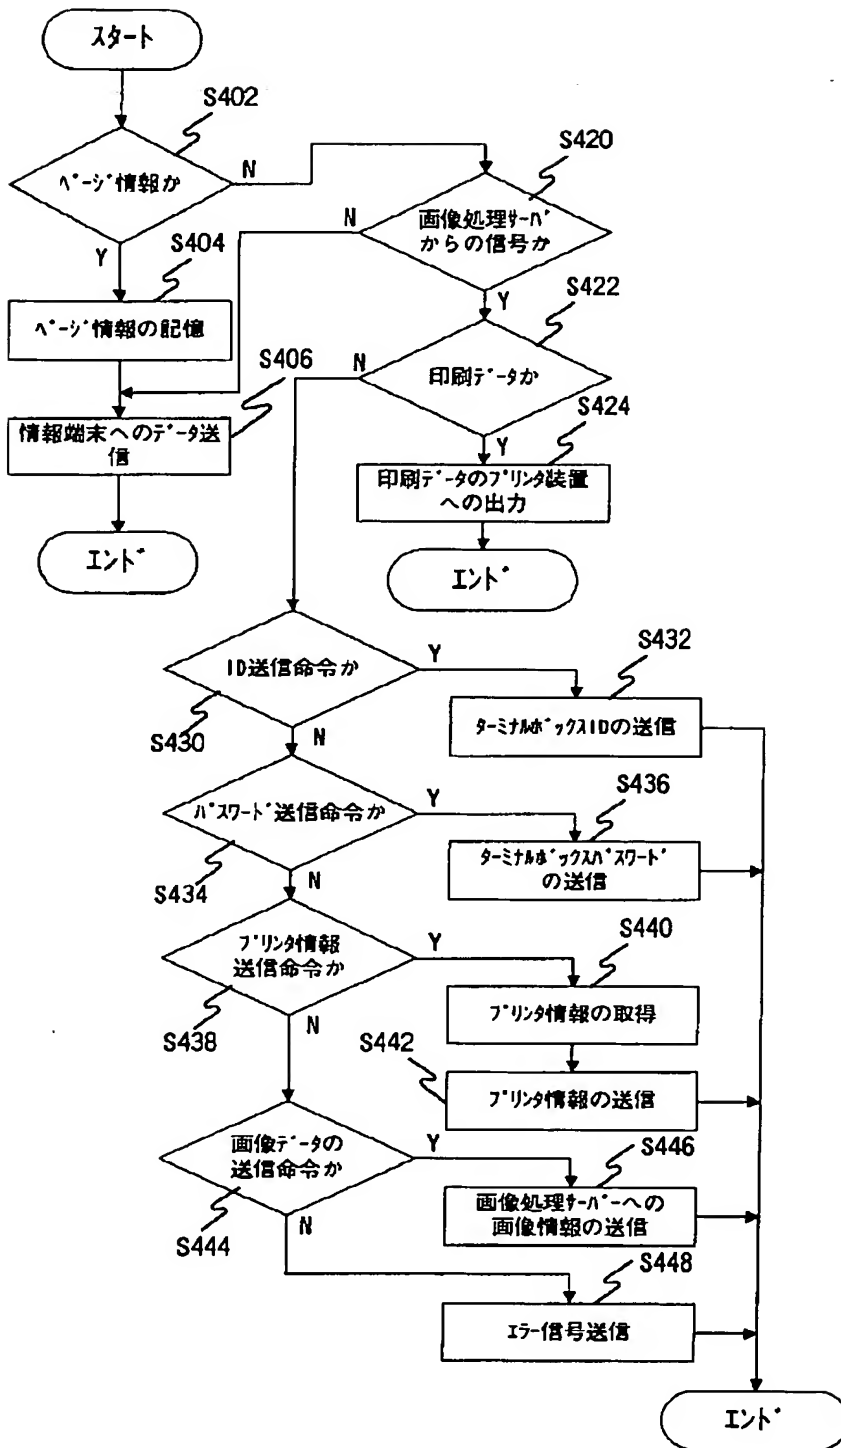 スタート
S402
ページ情報か
N
Y
S420
画像処理サーバ
からの信号か
N
Y
S404
ページ情報の記憶
S422
印刷データか
N
Y
S406
情報端末へのデータ送
信
S424
印刷データのプリンタ装置
への出力
エンド
エンド
ID送信命令か
Y
S430
N
S432
ターミナルボックスIDの送信
パスワード送信命令か
Y
S434
N
S436
ターミナルボックスパスワード
の送信
プリンタ情報
送信命令か
Y
S438
N
S440
プリンタ情報の取得
S442
プリンタ情報の送信
画像データの
送信命令か
Y
S444
N
S446
画像処理サーバーへの
画像情報の送信
S448
エラー信号送信
エンド